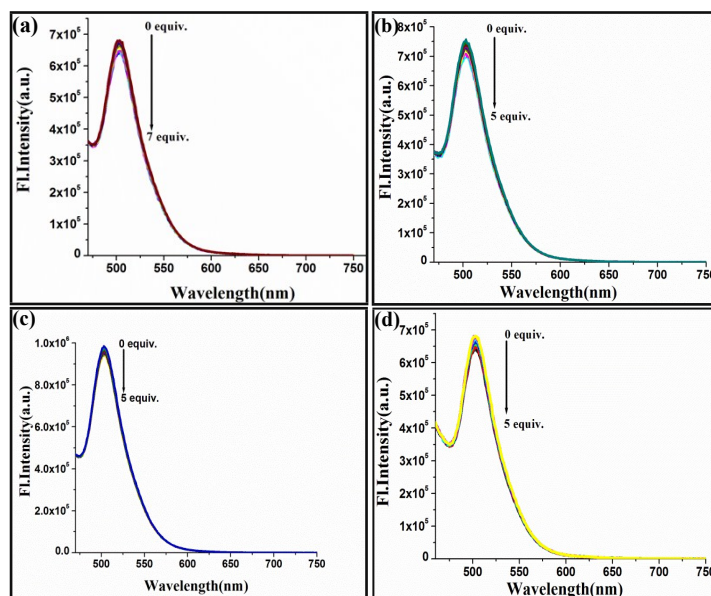 (a)
7x10⁵
6x10⁵
5x10⁵
4x10⁵
3x10⁵
2x10⁵
1x10⁵
0
Fl.Intensity(a.u.)
0 equiv.
7 equiv.
500 550 600 650 700 750
Wavelength(nm)
(b)
8x10⁵
7x10⁵
6x10⁵
5x10⁵
4x10⁵
3x10⁵
2x10⁵
1x10⁵
0
Fl.Intensity(a.u.)
0 equiv.
5 equiv.
500 550 600 650 700 750
Wavelength(nm)
(c)
1.0x10⁶
8.0x10⁵
6.0x10⁵
4.0x10⁵
2.0x10⁵
0.0
Fl.Intensity(a.u.)
0 equiv.
5 equiv.
500 550 600 650 700 750
Wavelength(nm)
(d)
7x10⁵
6x10⁵
5x10⁵
4x10⁵
3x10⁵
2x10⁵
1x10⁵
0
Fl.Intensity(a.u.)
0 equiv.
5 equiv.
500 550 600 650 700 750
Wavelength(nm)